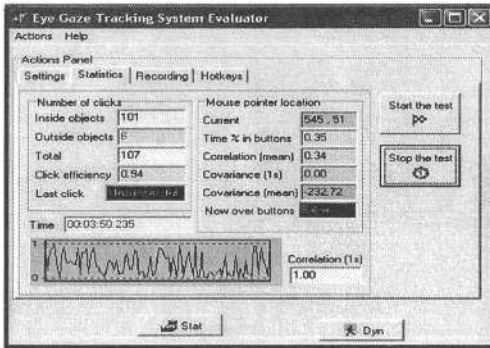 Eye Gaze Tracking System Evaluator
Actions Help
Actions Panel
Settings Statistics Recording Hotkeys
Number of clicks
Inside objects 101
Outside objects 6
Total 107
Click efficiency 0.94
Last click
Time 00:03:50.235
Mouse pointer location
Current 545 , 51
Time % in buttons 0.35
Correlation (mean) 0.34
Covariance (1s) 0.00
Covariance (mean) -232.72
Now over buttons
Start the test
Stop the test
1
0
Correlation (1s)
1.00
Stat
Dyn